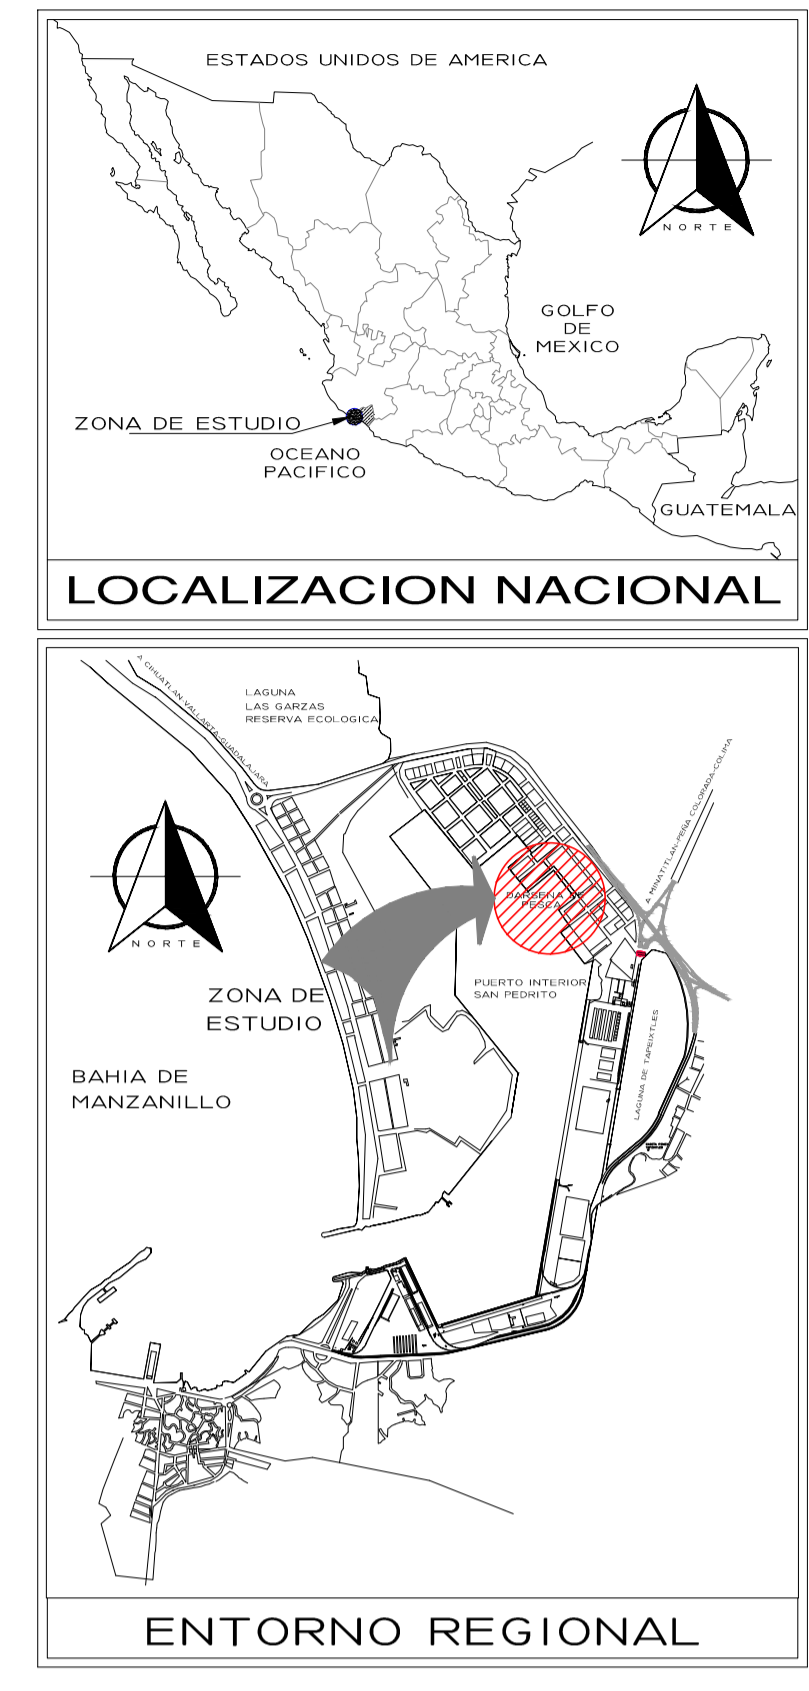 ESTADOS UNIDOS DE AMERICA
NORTE
GOLFO
DE
MEXICO
ZONA DE ESTUDIO
OCEANO
PACIFICO
GUATEMALA
LOCALIZACION NACIONAL
A CIHUATLAN-VALLARTA-GUADALAJARA
LAGUNA
LAS GARZAS
RESERVA ECOLOGICA
A MINATITLAN-PEÑA COLORADA-COLIMA
NORTE
DARSENA DE
PESCA
PUERTO INTERIOR
SAN PEDRITO
ZONA DE
ESTUDIO
LAGUNA DE TAPEIXTLES
BAHIA DE
MANZANILLO
ENTORNO REGIONAL